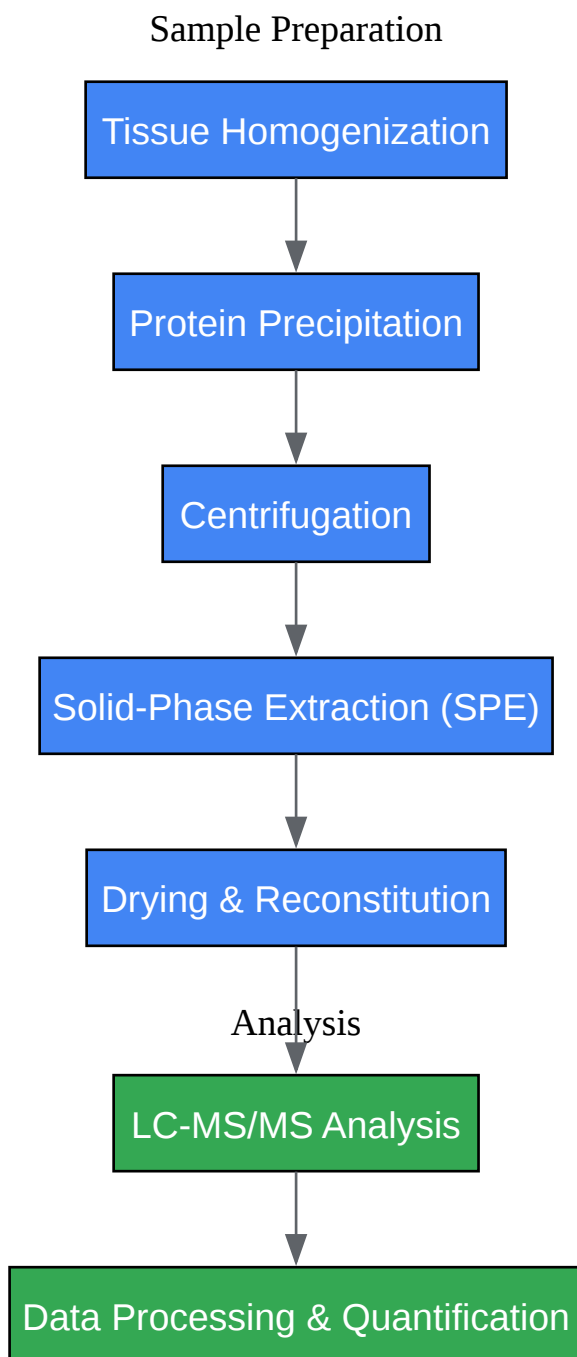 Sample Preparation
Tissue Homogenization
Protein Precipitation
Centrifugation
Solid-Phase Extraction (SPE)
Drying & Reconstitution
Analysis
LC-MS/MS Analysis
Data Processing & Quantification